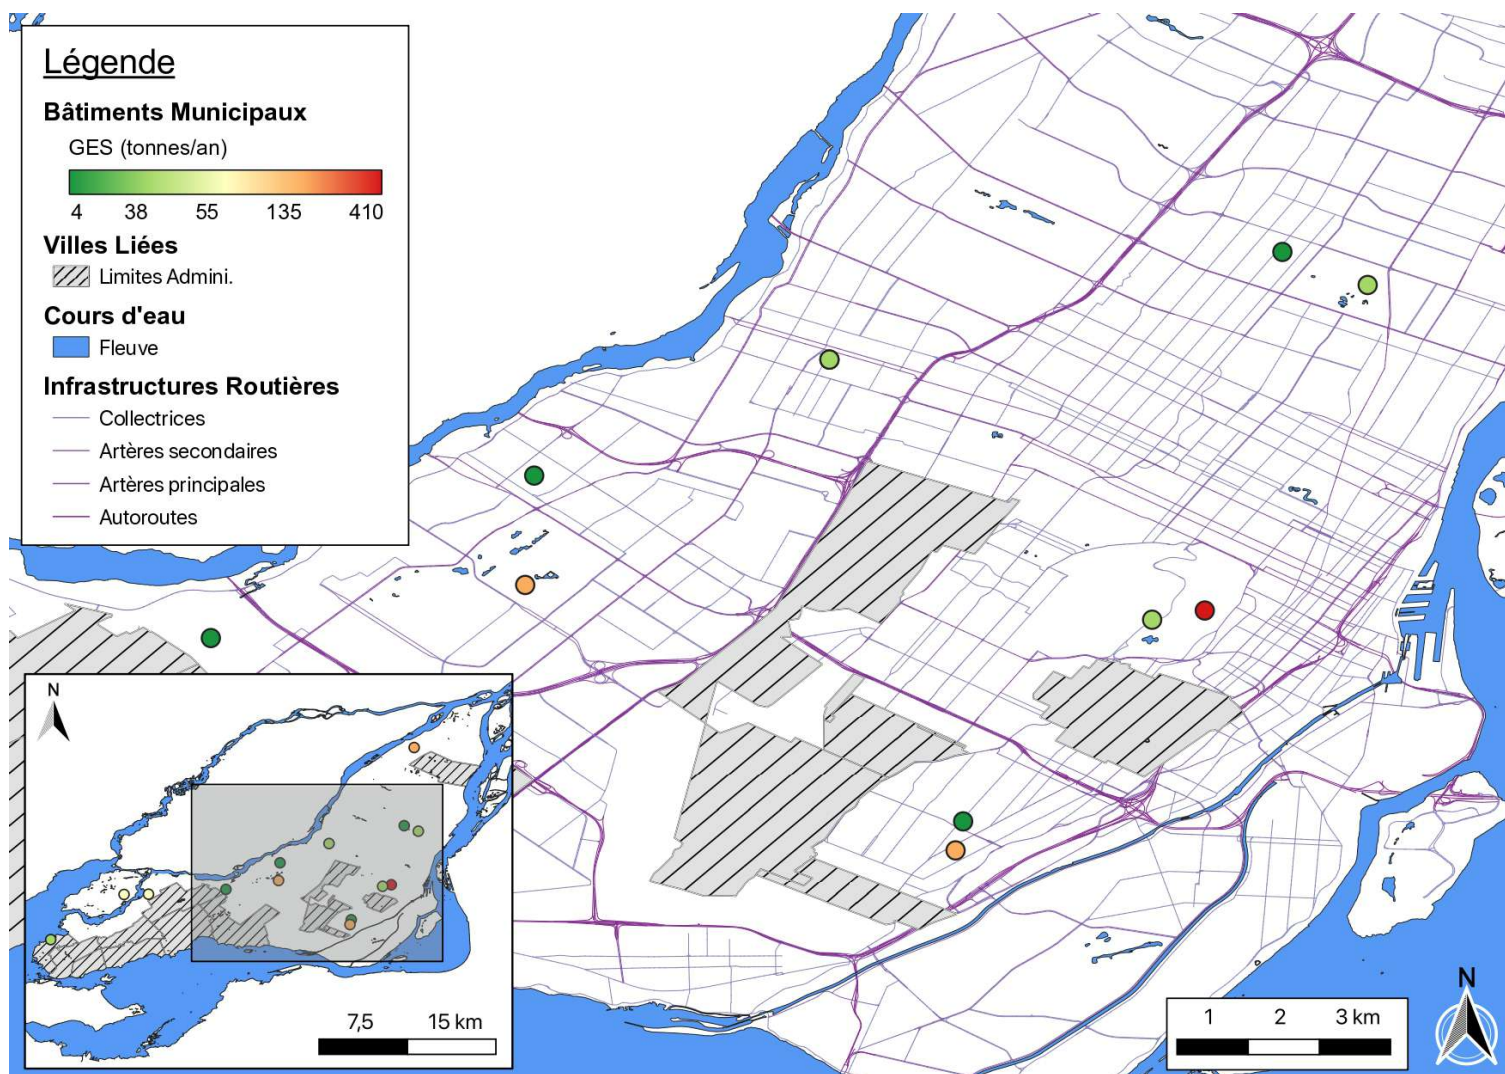 Légende
Bâtiments Municipaux
GES (tonnes/an)
4 38 55 135 410
Villes Liées
Limites Admini.
Cours d'eau
Fleuve
Infrastructures Routières
Collectrices
Artères secondaires
Artères principales
Autoroutes
N
7,5 15 km
1 2 3 km
N